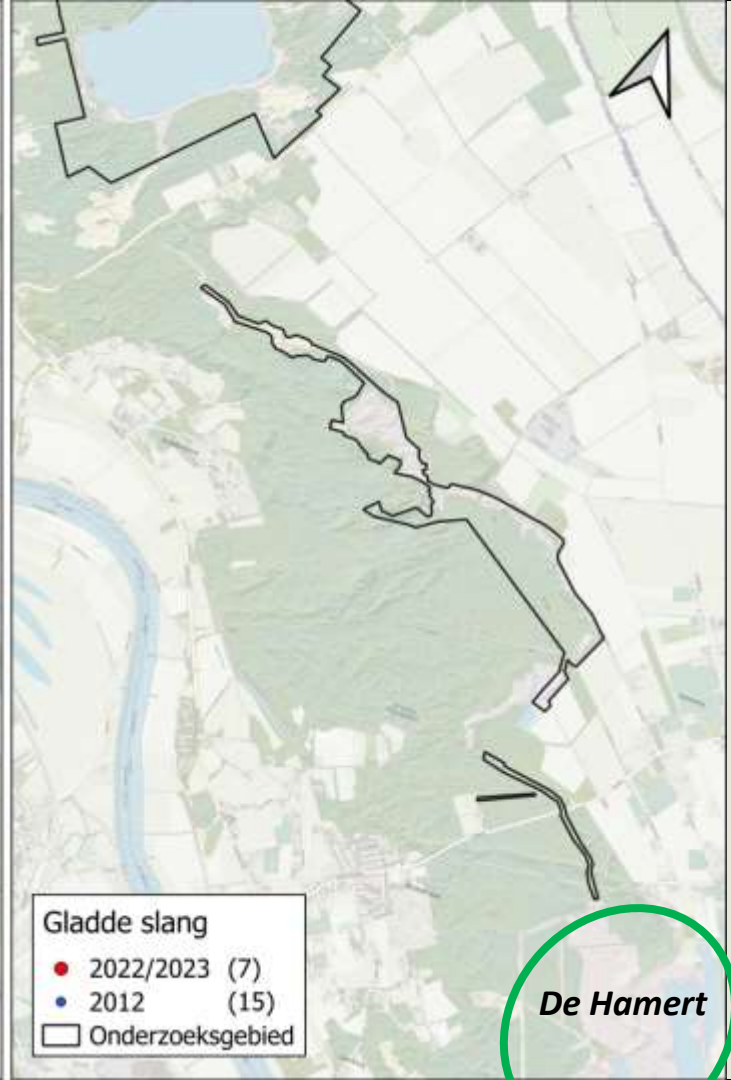 Gladde slang
2022/2023 (7)
2012 (15)
Onderzoeksgebied
De Hamert